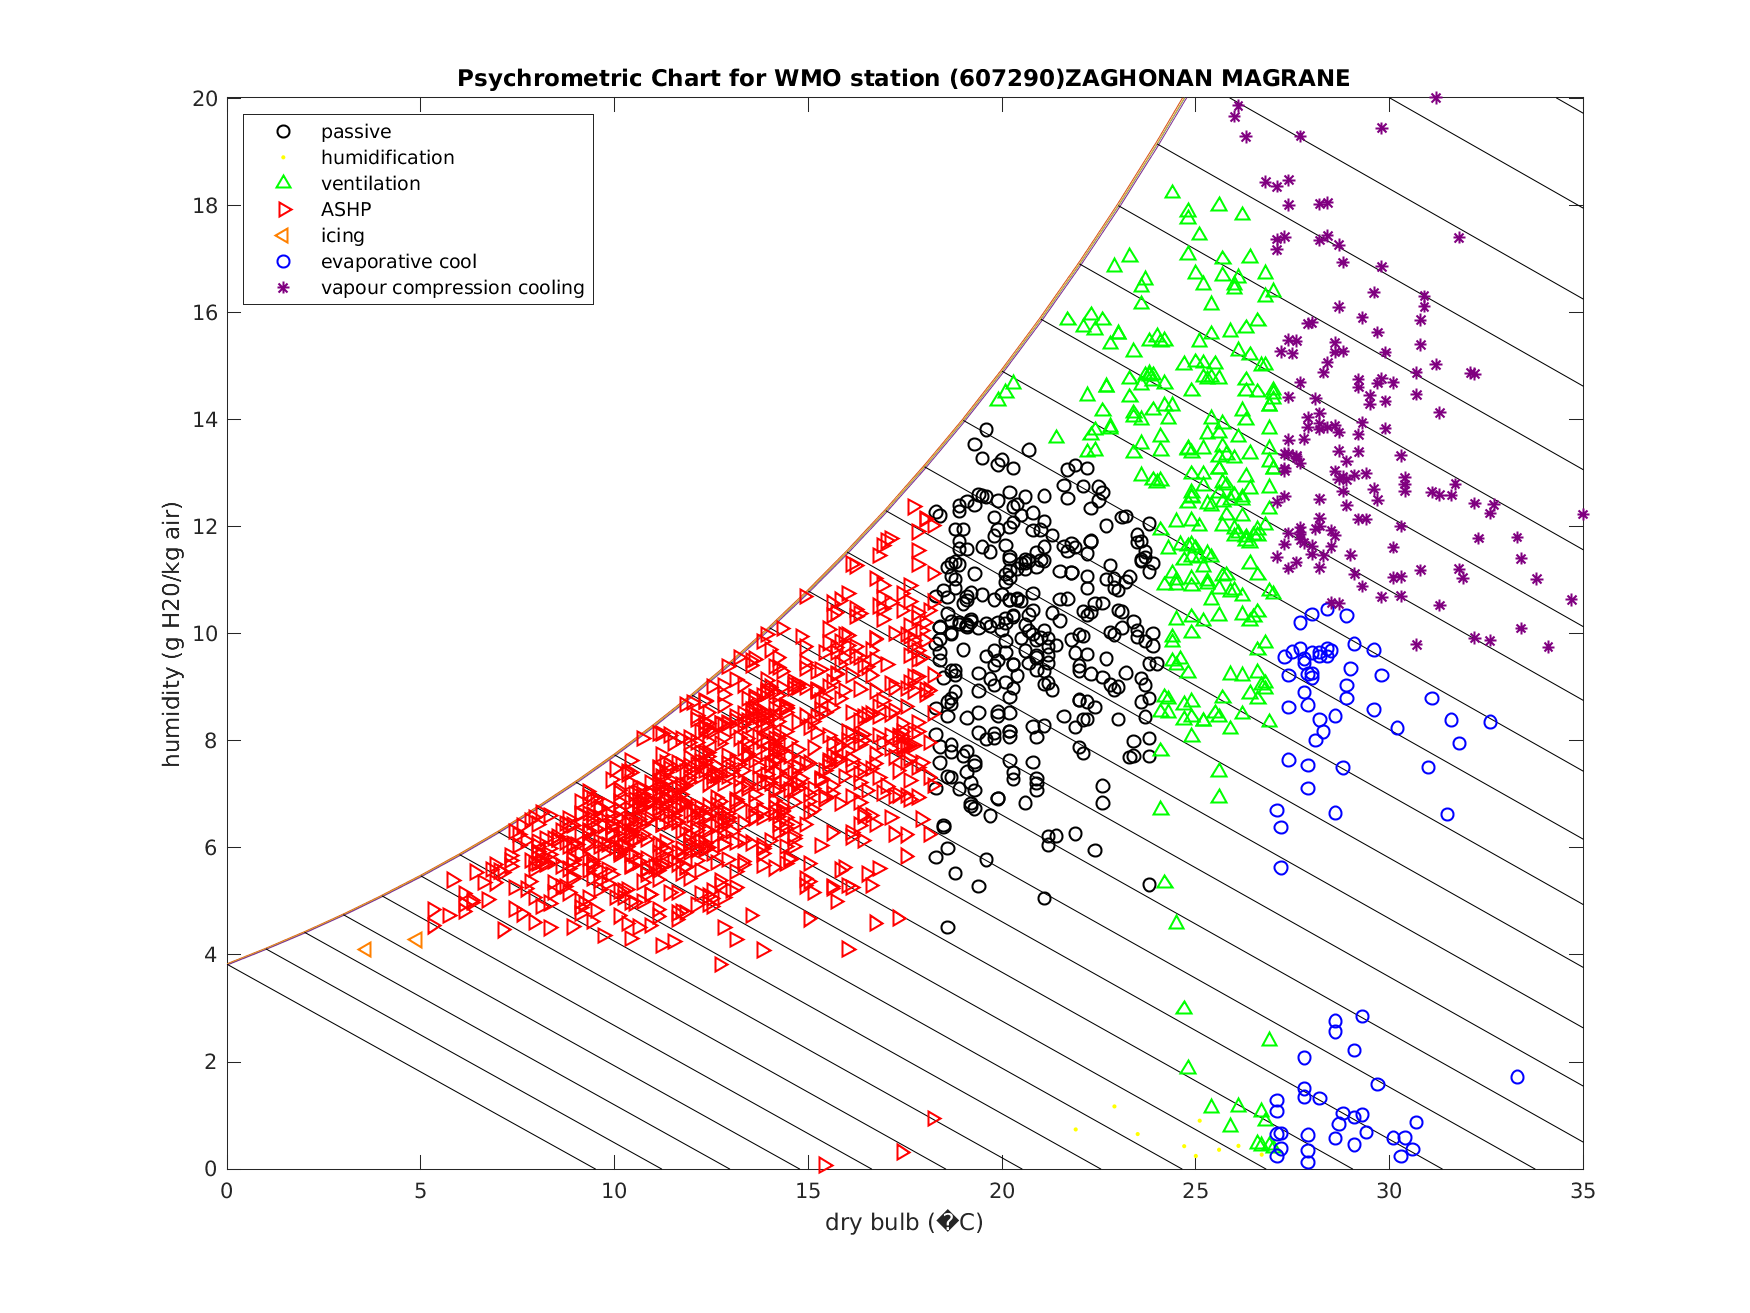 Psychrometric Chart for WMO station (607290)ZAGHONAN MAGRANE
20
18
16
14
12
10
8
6
4
2
0
humidity (g H20/kg air)
passive
humidification
ventilation
ASHP
icing
evaporative cool
vapour compression cooling
0 5 10 15 20 25 30 35
dry bulb (�C)